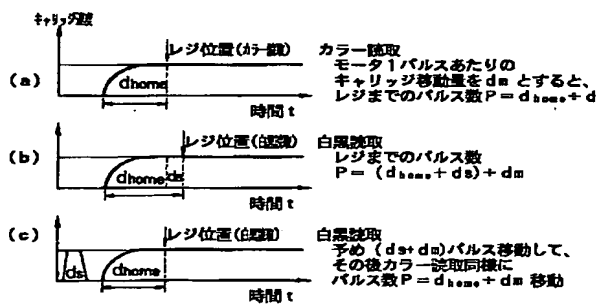 キャリッジ速度
レジ位置(カラー読取)
カラー読取
モータ1パルスあたりの
キャリッジ移動量をdmとすると、
レジまでのパルス数P=dhome+d
(a)
dhome
時間t
レジ位置(白黒読取)
白黒読取
レジまでのパルス数
P=(dhome+ds)+dm
(b)
dhome ds
時間t
レジ位置(白黒読取)
白黒読取
予め(ds+dm)パルス移動して、
その後カラー読取同様に
パルス数P=dhome+dm 移動
(c)
ds dhome
時間t